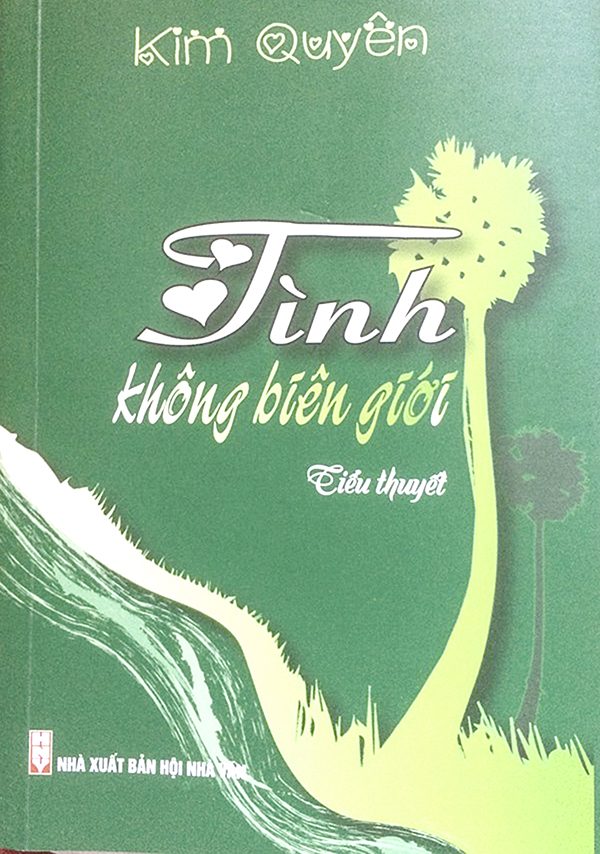 Kim Quyên
Tình
không biên giới
Tiểu thuyết
NHÀ XUẤT BẢN HỘI NHÀ VĂN